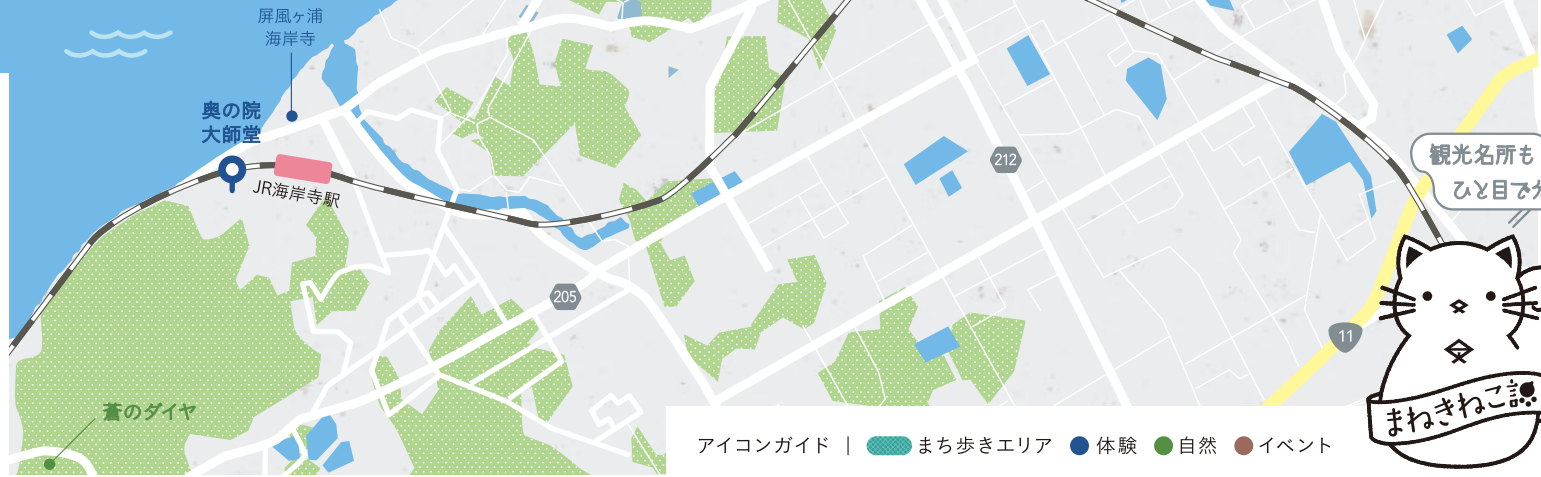 屏風ヶ浦
海岸寺
奥の院
大師堂
JR海岸寺駅
212
205
11
観光名所も
ひと目で
蒼のダイヤ
まねきねこ課
アイコンガイド | まち歩きエリア 体験 自然 イベント